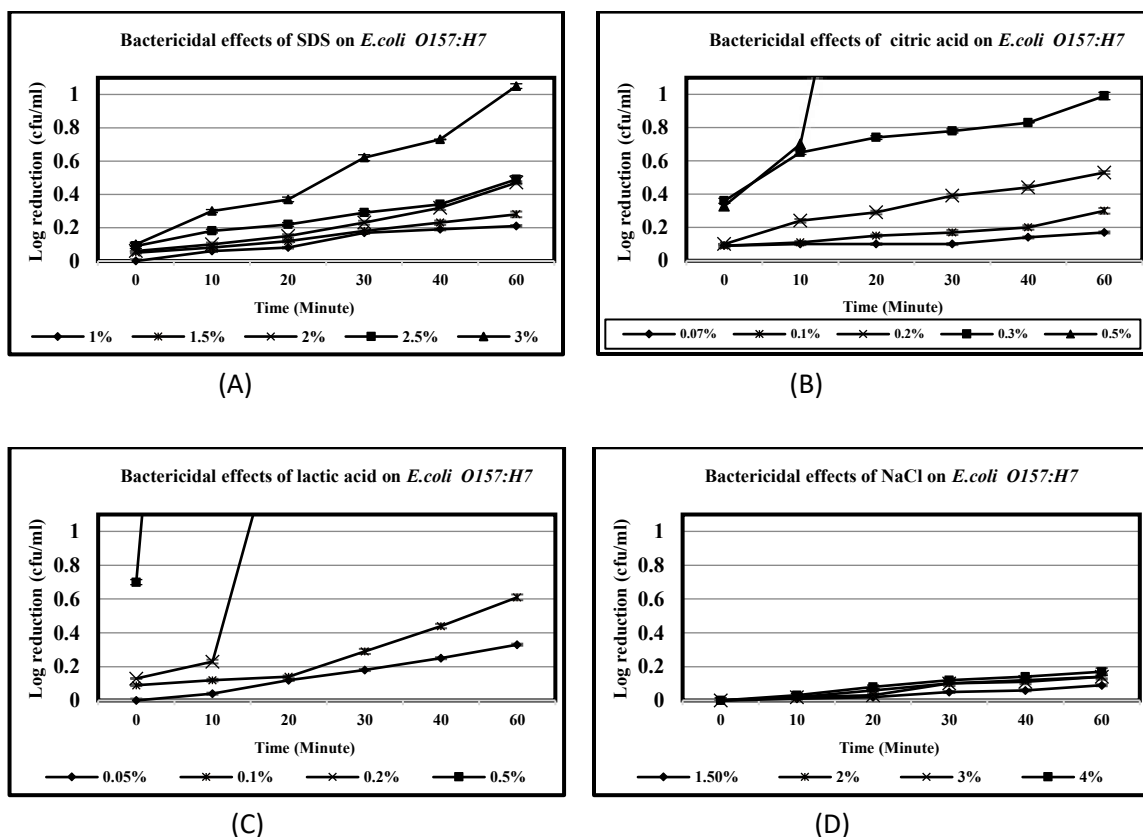 Bactericidal effects of SDS on E.coli O157:H7
Log reduction (cfu/ml)
1
0.8
0.6
0.4
0.2
0
0 10 20 30 40 60
Time (Minute)
1% 1.5% 2% 2.5% 3%
(A)
Bactericidal effects of citric acid on E.coli O157:H7
Log reduction (cfu/ml)
1
0.8
0.6
0.4
0.2
0
0 10 20 30 40 60
Time (Minute)
0.07% 0.1% 0.2% 0.3% 0.5%
(B)
Bactericidal effects of lactic acid on E.coli O157:H7
Log reduction (cfu/ml)
1
0.8
0.6
0.4
0.2
0
0 10 20 30 40 60
Time (Minute)
0.05% 0.1% 0.2% 0.5%
(C)
Bactericidal effects of NaCl on E.coli O157:H7
Log reduction (cfu/ml)
1
0.8
0.6
0.4
0.2
0
0 10 20 30 40 60
Time (Minute)
1.50% 2% 3% 4%
(D)